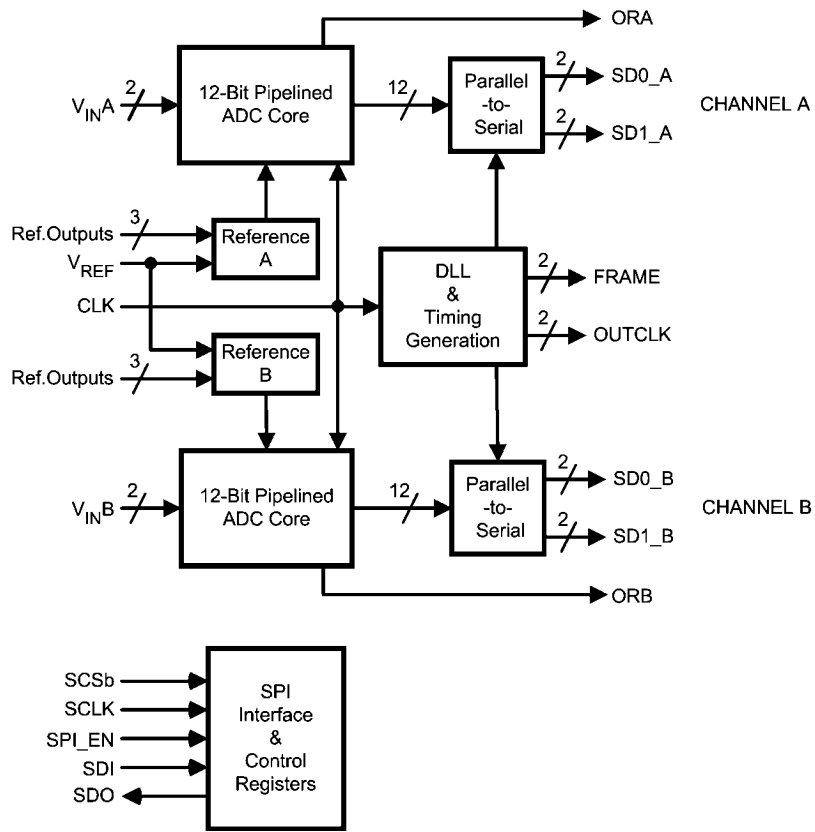 ORA
2
V_IN A
12-Bit Pipelined
ADC Core
12
Parallel
-to-
Serial
2
SD0_A
2
SD1_A
CHANNEL A
Ref.Outputs
3
Reference
A
V_REF
CLK
DLL
&
Timing
Generation
2
FRAME
2
OUTCLK
Reference
B
Ref.Outputs
3
2
V_IN B
12-Bit Pipelined
ADC Core
12
Parallel
-to-
Serial
2
SD0_B
2
SD1_B
CHANNEL B
ORB
SCSb
SCLK
SPI_EN
SDI
SDO
SPI
Interface
&
Control
Registers